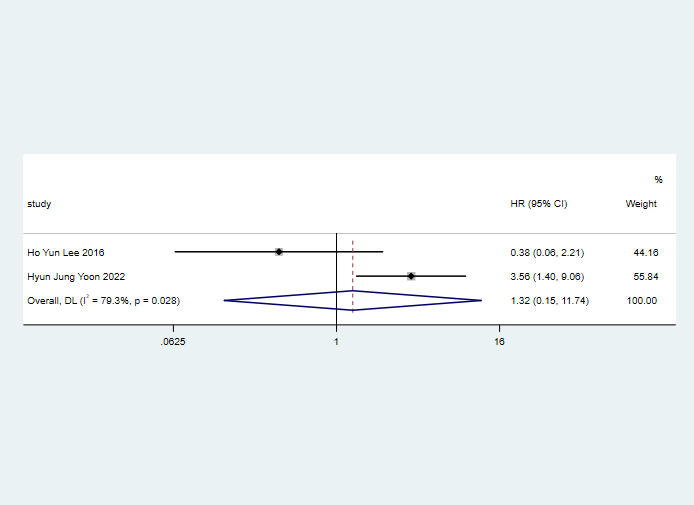 %
study HR (95% CI) Weight
Ho Yun Lee 2016 0.38 (0.06, 2.21) 44.16
Hyun Jung Yoon 2022 3.56 (1.40, 9.06) 55.84
Overall, DL (I² = 79.3%, p = 0.028) 1.32 (0.15, 11.74) 100.00
.0625 1 16